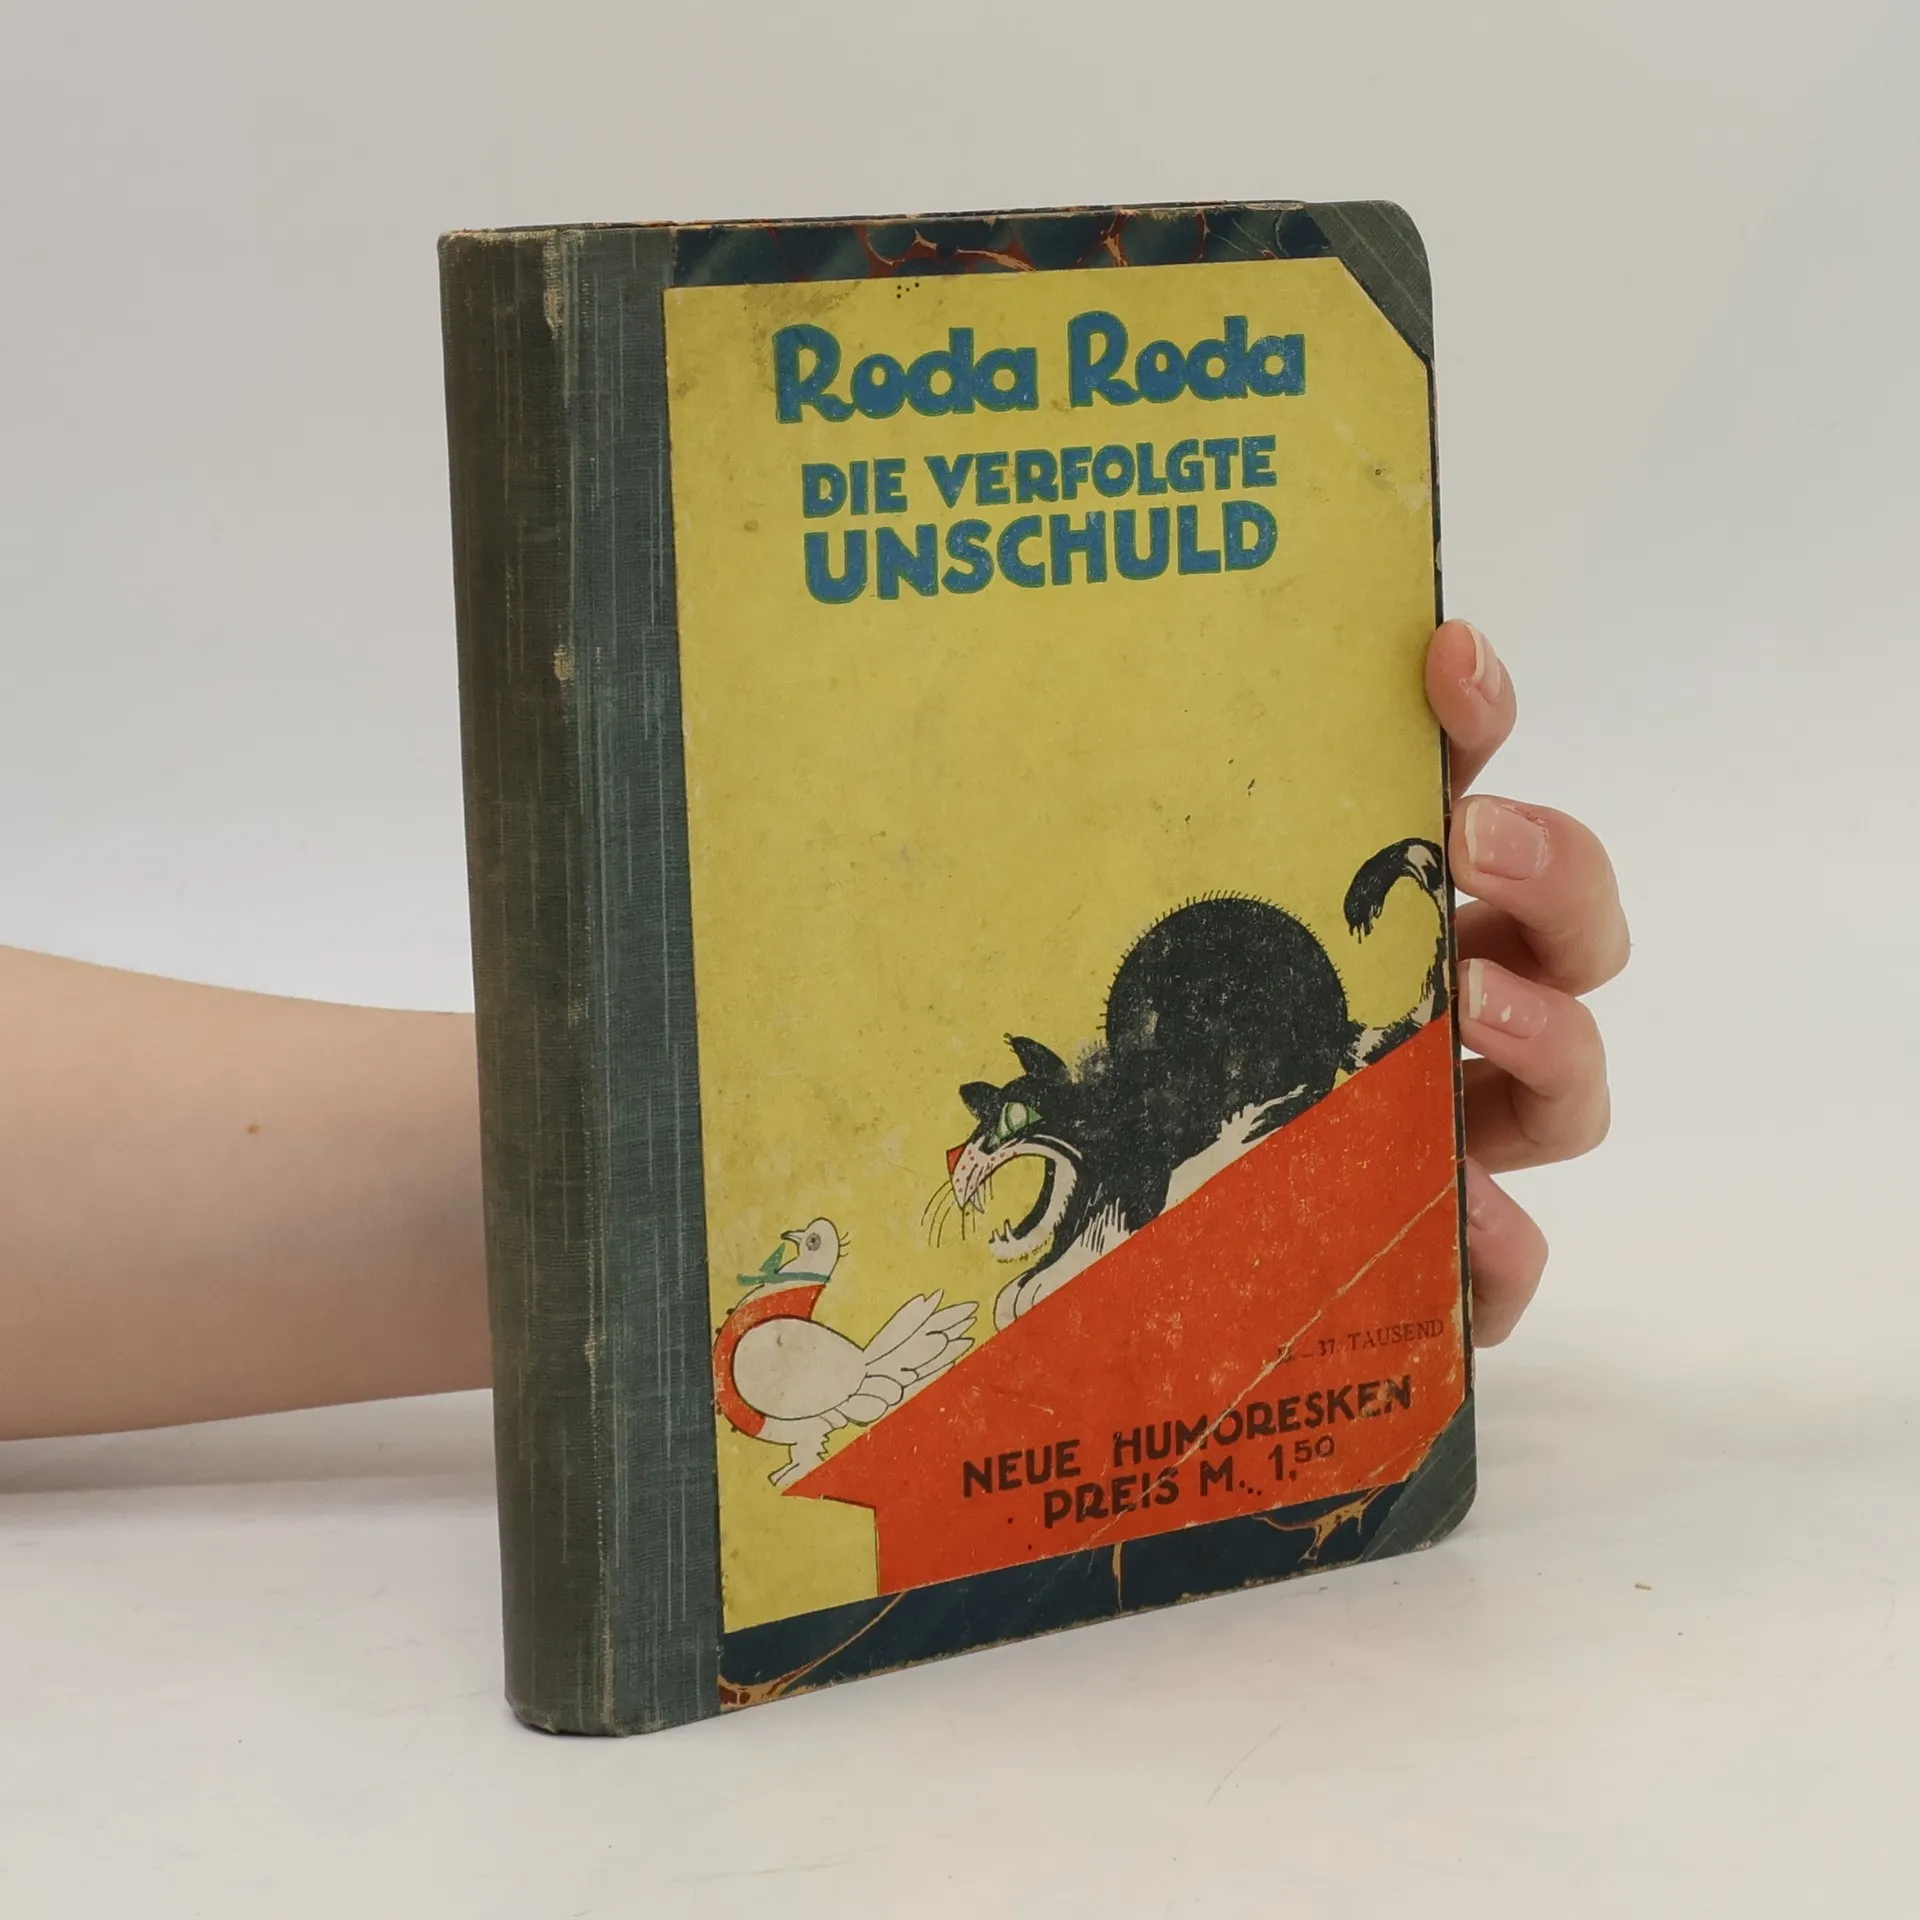 Roda Roda
DIE VERFOLGTE
UNSCHULD
37. TAUSEND
NEUE HUMORESKEN
PREIS M. 1,50